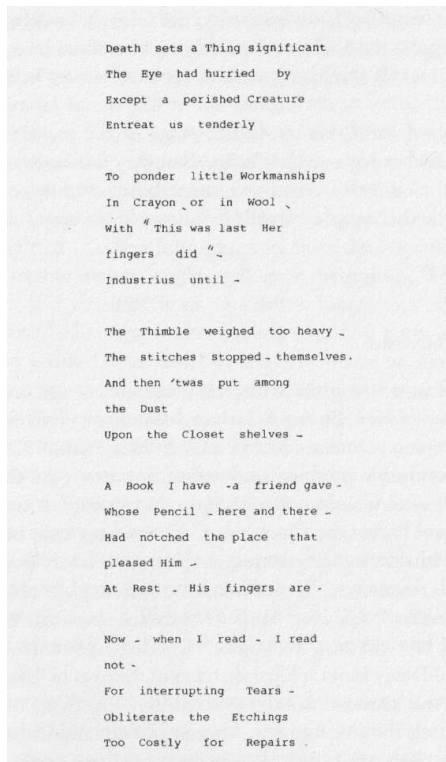 Death sets a Thing significant
The Eye had hurried by
Except a perished Creature
Entreat us tenderly
To ponder little Workmanships
In Crayon - or in Wool -
With "This was last Her
fingers did" -
Industrius until -
The Thimble weighed too heavy -
The stitches stopped - themselves.
And then 'twas put among
the Dust
Upon the Closet shelves -
A Book I have - a friend gave -
Whose Pencil - here and there -
Had notched the place that
pleased Him -
At Rest - His fingers are -
Now - when I read - I read
not -
For interrupting Tears -
Obliterate the Etchings
Too Costly for Repairs .